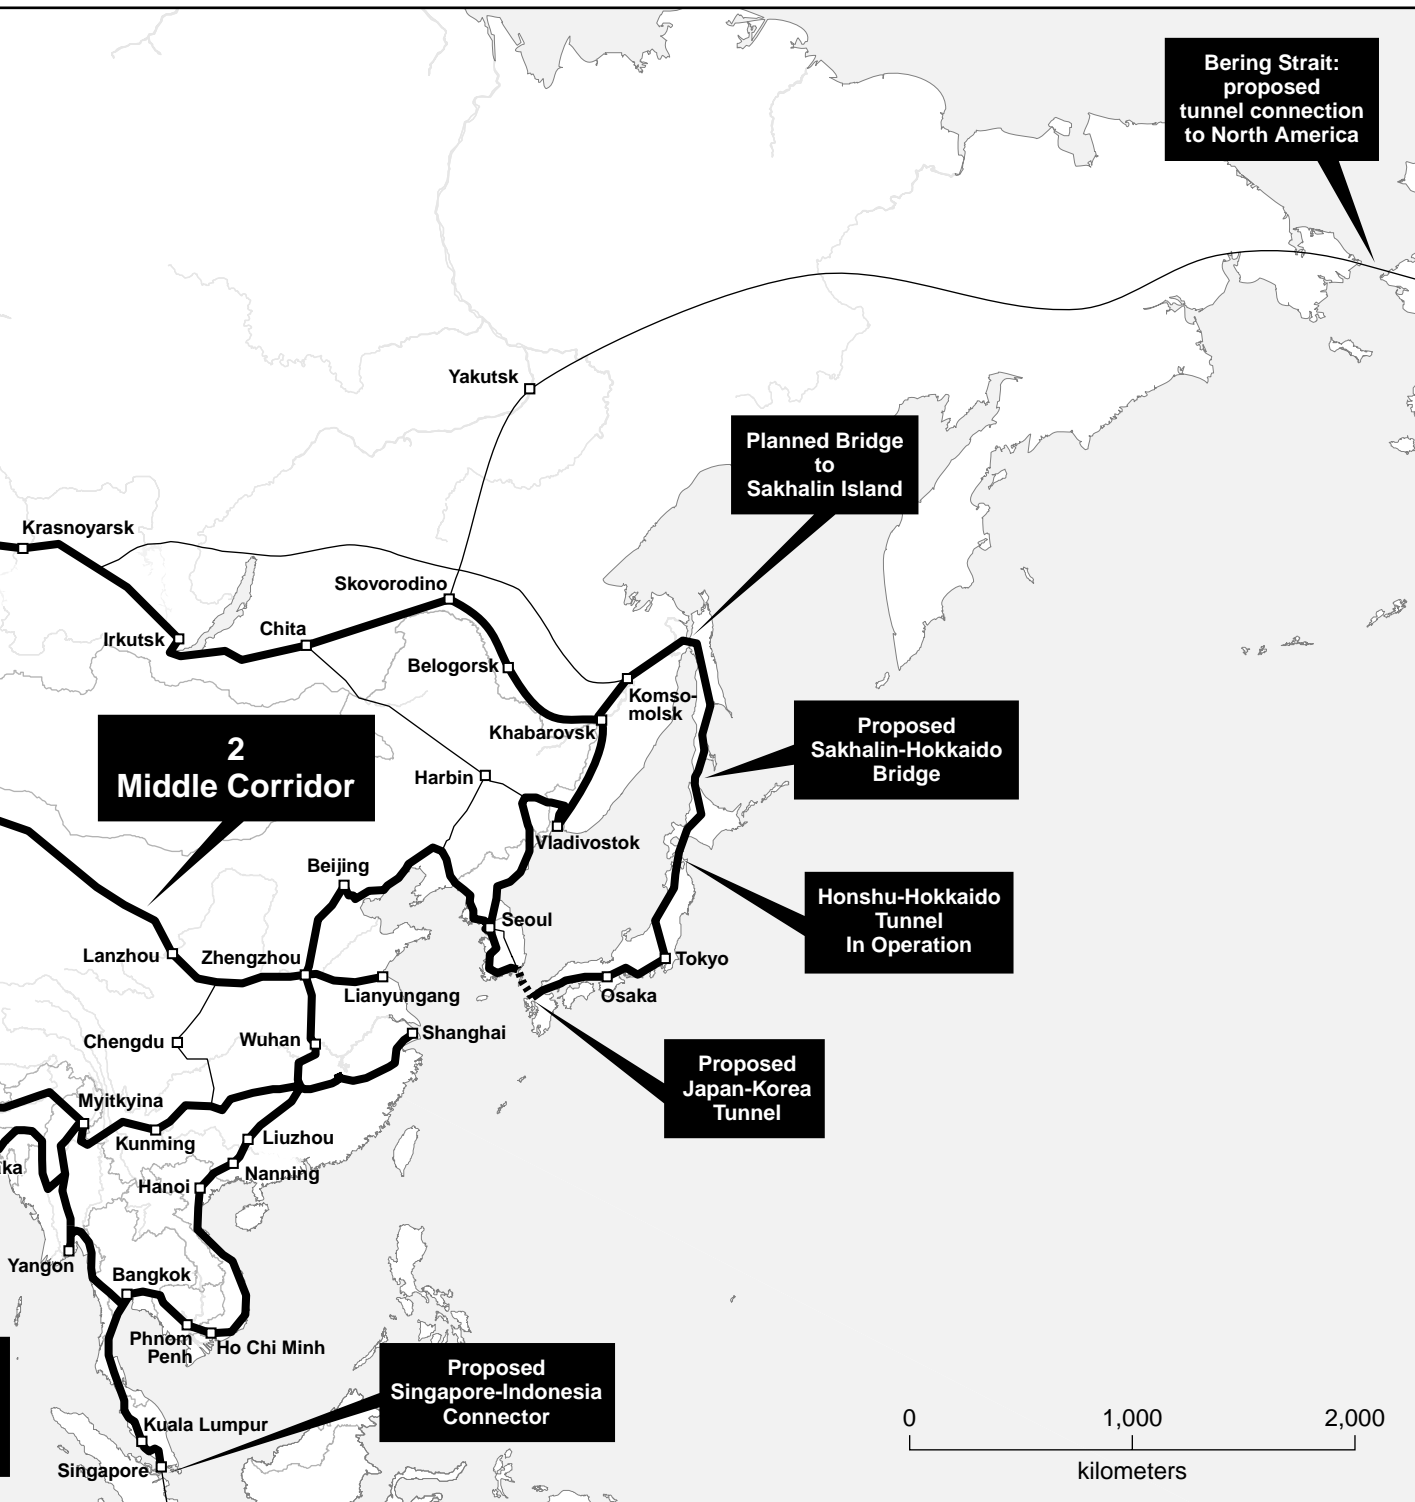 Bering Strait:
proposed
tunnel connection
to North America
Yakutsk
Planned Bridge
to
Sakhalin Island
Krasnoyarsk
Skovorodino
Irkutsk
Chita
Belogorsk
Komso-
molsk
Khabarovsk
Proposed
Sakhalin-Hokkaido
Bridge
2
Middle Corridor
Harbin
Vladivostok
Beijing
Honshu-Hokkaido
Tunnel
In Operation
Seoul
Lanzhou
Zhengzhou
Tokyo
Lianyungang
Osaka
Chengdu
Wuhan
Shanghai
Proposed
Japan-Korea
Tunnel
Myitkyina
Kunming
Liuzhou
ika
Nanning
Hanoi
Yangon
Bangkok
Phnom
Penh
Ho Chi Minh
Proposed
Singapore-Indonesia
Connector
Kuala Lumpur
Singapore
0 1,000 2,000
kilometers